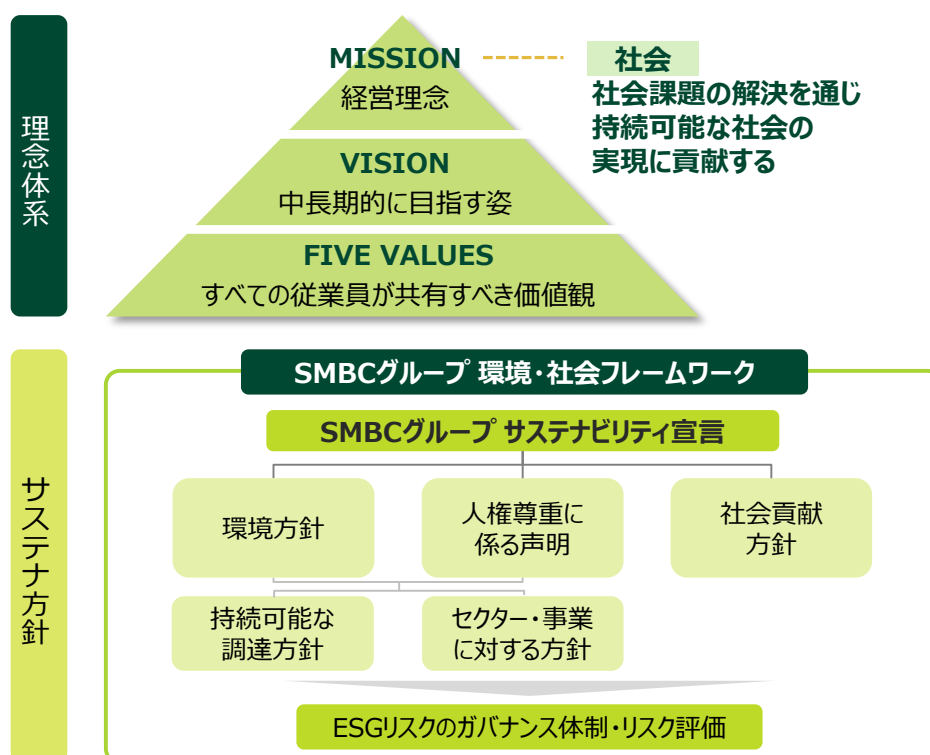 理念体系
MISSION
経営理念
社会
社会課題の解決を通じ
持続可能な社会の
実現に貢献する
VISION
中長期的に目指す姿
FIVE VALUES
すべての従業員が共有すべき価値観
サステナ方針
SMBCグループ 環境・社会フレームワーク
SMBCグループ サステナビリティ宣言
環境方針
人権尊重に
係る声明
社会貢献
方針
持続可能な
調達方針
セクター・事業
に対する方針
ESGリスクのガバナンス体制・リスク評価